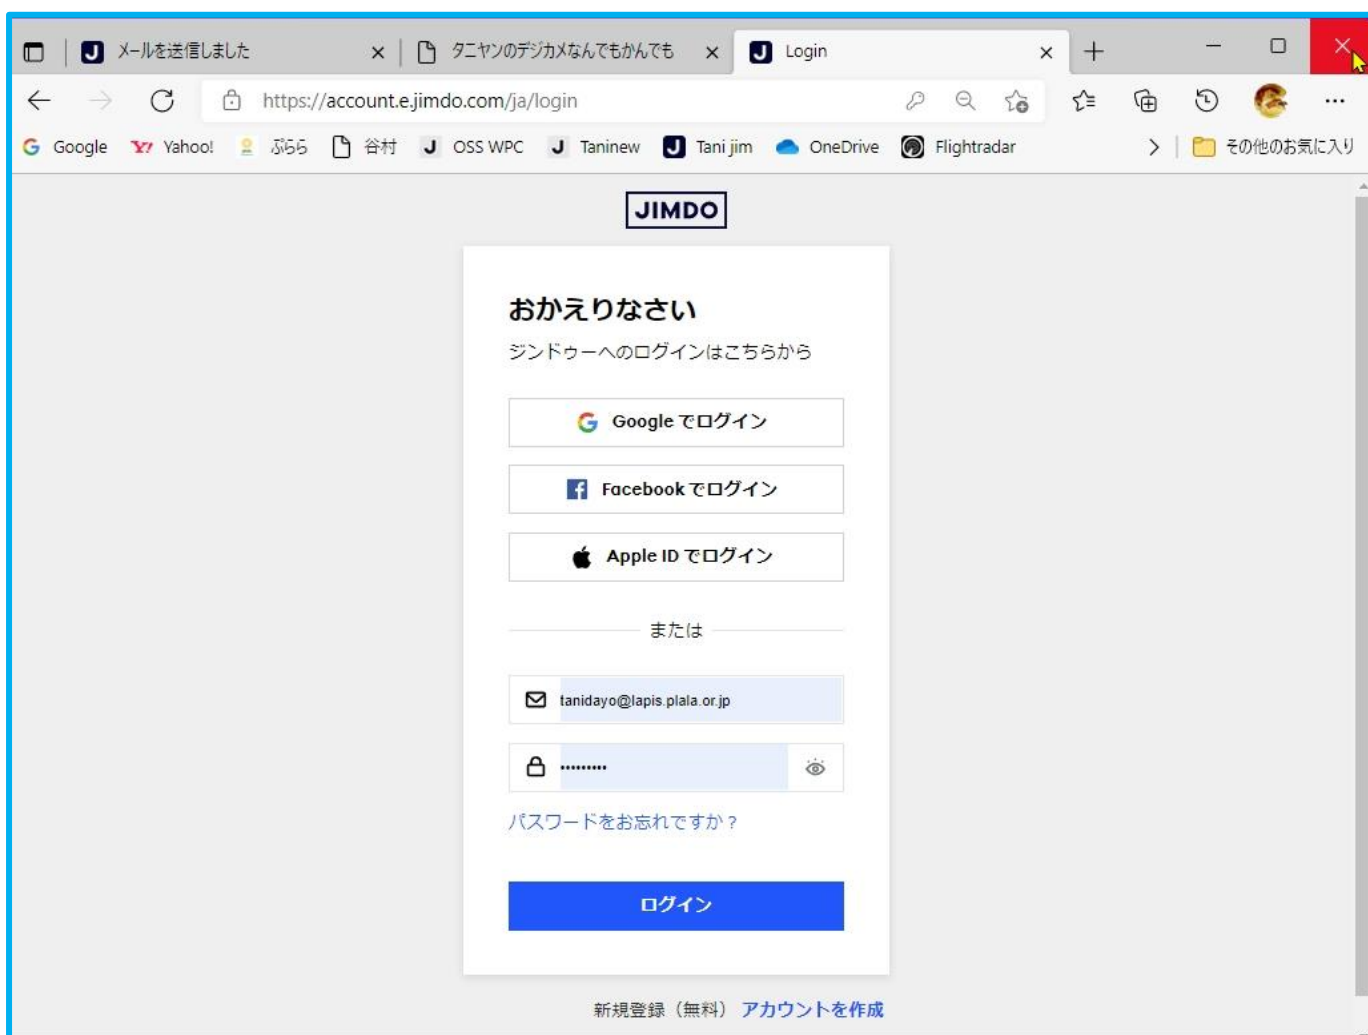 メールを送信しました
タニヤンのデジカメなんでもかんでも
Login
https://account.e.jimdo.com/ja/login
Google Yahoo! ぷらら 谷村 OSS WPC Taninew Tani jim OneDrive Flightradar その他のお気に入り
JIMDO
おかえりなさい
ジンドゥーへのログインはこちらから
Google でログイン
Facebook でログイン
Apple ID でログイン
または
tanidayo@lapis.plala.or.jp
•••••••••
パスワードをお忘れですか？
ログイン
新規登録（無料） アカウントを作成